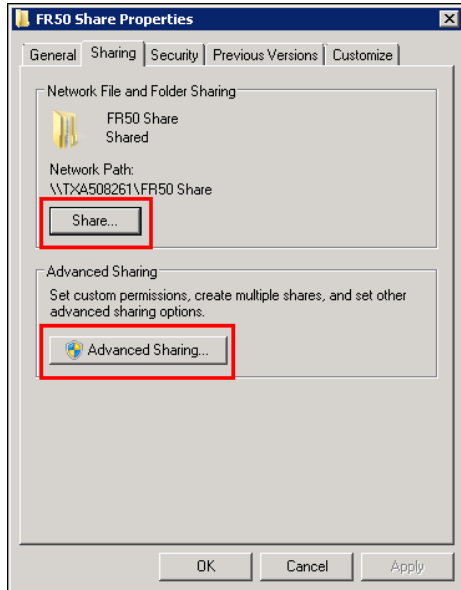 FR50 Share Properties
General Sharing Security Previous Versions Customize
Network File and Folder Sharing
FR50 Share
Shared
Network Path:
\\TXA508261\FR50 Share
Share...
Advanced Sharing
Set custom permissions, create multiple shares, and set other
advanced sharing options.
Advanced Sharing...
OK Cancel Apply